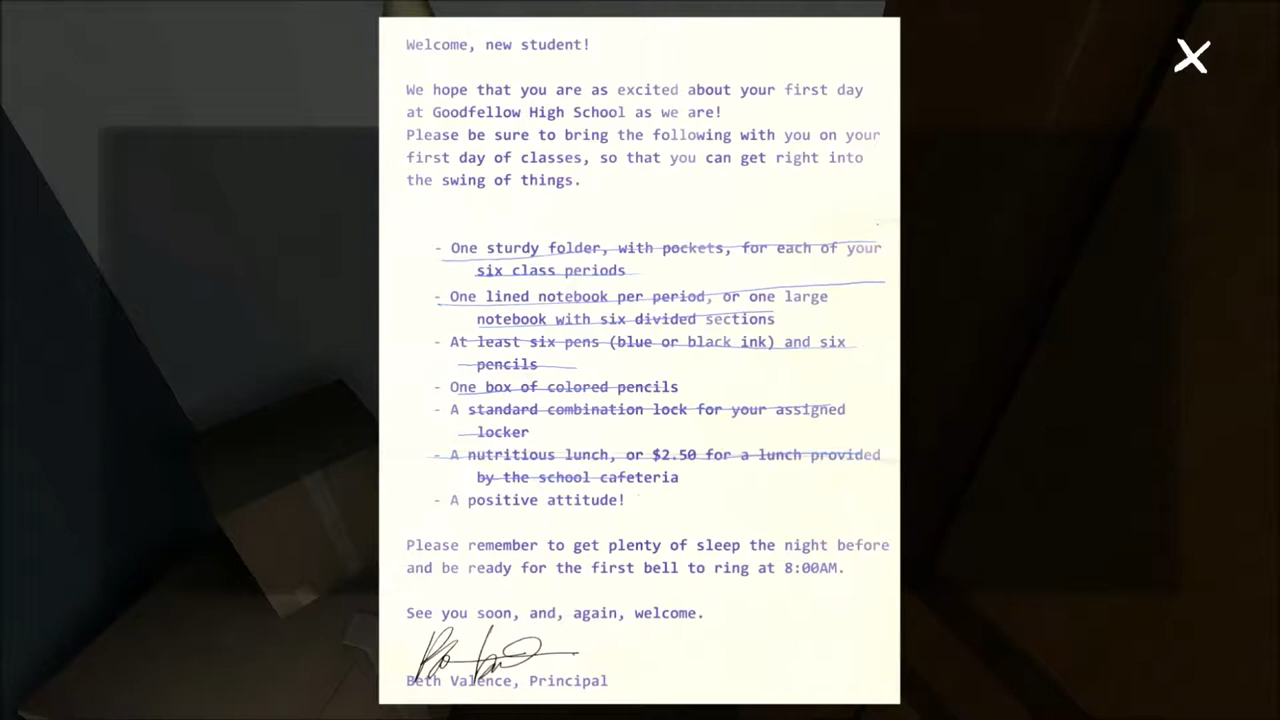 Welcome, new student!
We hope that you are as excited about your first day
at Goodfellow High School as we are!
Please be sure to bring the following with you on your
first day of classes, so that you can get right into
the swing of things.
- One sturdy folder, with pockets, for each of your
six class periods
- One lined notebook per period, or one large
notebook with six divided sections
- At least six pens (blue or black ink) and six
pencils
- One box of colored pencils
- A standard combination lock for your assigned
locker
- A nutritious lunch, or $2.50 for a lunch provided
by the school cafeteria
- A positive attitude!
Please remember to get plenty of sleep the night before
and be ready for the first bell to ring at 8:00AM.
See you soon, and, again, welcome.
Beth Valence, Principal